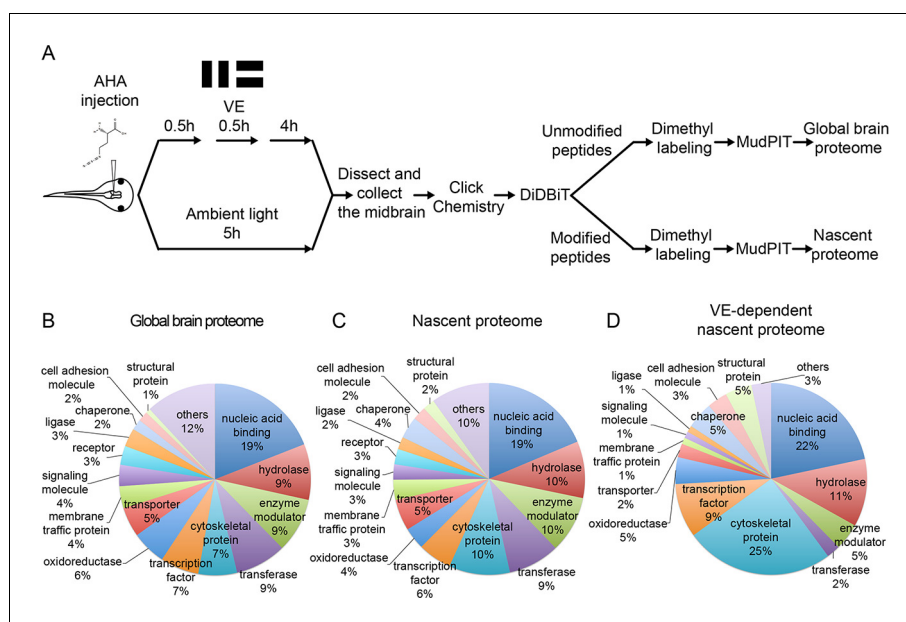 A
AHA
injection
VE
0.5h
0.5h
4h
Ambient light
5h
Dissect and
collect
the midbrain
Click
Chemistry
DiDBiT
Unmodified
peptides
Dimethyl
labeling
MudPIT
Global brain
proteome
Modified
peptides
Dimethyl
labeling
MudPIT
Nascent
proteome
B
Global brain proteome
nucleic acid
binding
19%
hydrolase
9%
enzyme
modulator
9%
transferase
9%
cytoskeletal
protein
7%
transcription
factor
7%
oxidoreductase
6%
transporter
5%
membrane
traffic protein
4%
signaling
molecule
4%
receptor
3%
ligase
3%
chaperone
2%
cell adhesion
molecule
2%
structural
protein
1%
others
12%
C
Nascent proteome
nucleic acid
binding
19%
hydrolase
10%
enzyme
modulator
10%
transferase
9%
cytoskeletal
protein
10%
transcription
factor
6%
oxidoreductase
4%
transporter
5%
membrane
traffic protein
3%
signaling
molecule
3%
receptor
3%
ligase
2%
chaperone
4%
cell adhesion
molecule
2%
structural
protein
2%
others
10%
D
VE-dependent
nascent proteome
nucleic acid
binding
22%
hydrolase
11%
enzyme
modulator
5%
transferase
2%
cytoskeletal
protein
25%
transcription
factor
9%
oxidoreductase
5%
transporter
2%
membrane
traffic protein
1%
signaling
molecule
1%
ligase
1%
chaperone
5%
cell adhesion
molecule
3%
structural
protein
5%
others
3%